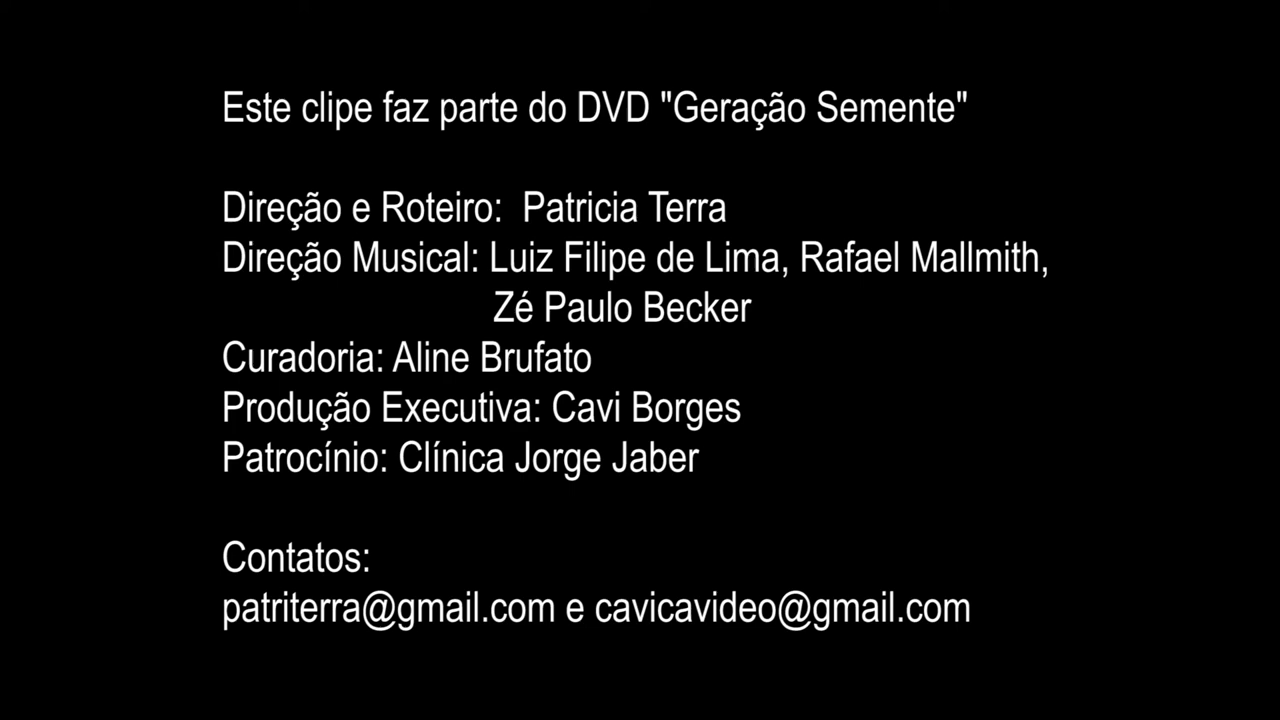 Este clipe faz parte do DVD "Geração Semente"
Direção e Roteiro:  Patricia Terra
Direção Musical: Luiz Filipe de Lima, Rafael Mallmith,
Zé Paulo Becker
Curadoria: Aline Brufato
Produção Executiva: Cavi Borges
Patrocínio: Clínica Jorge Jaber
Contatos:
patriterra@gmail.com e cavicavideo@gmail.com